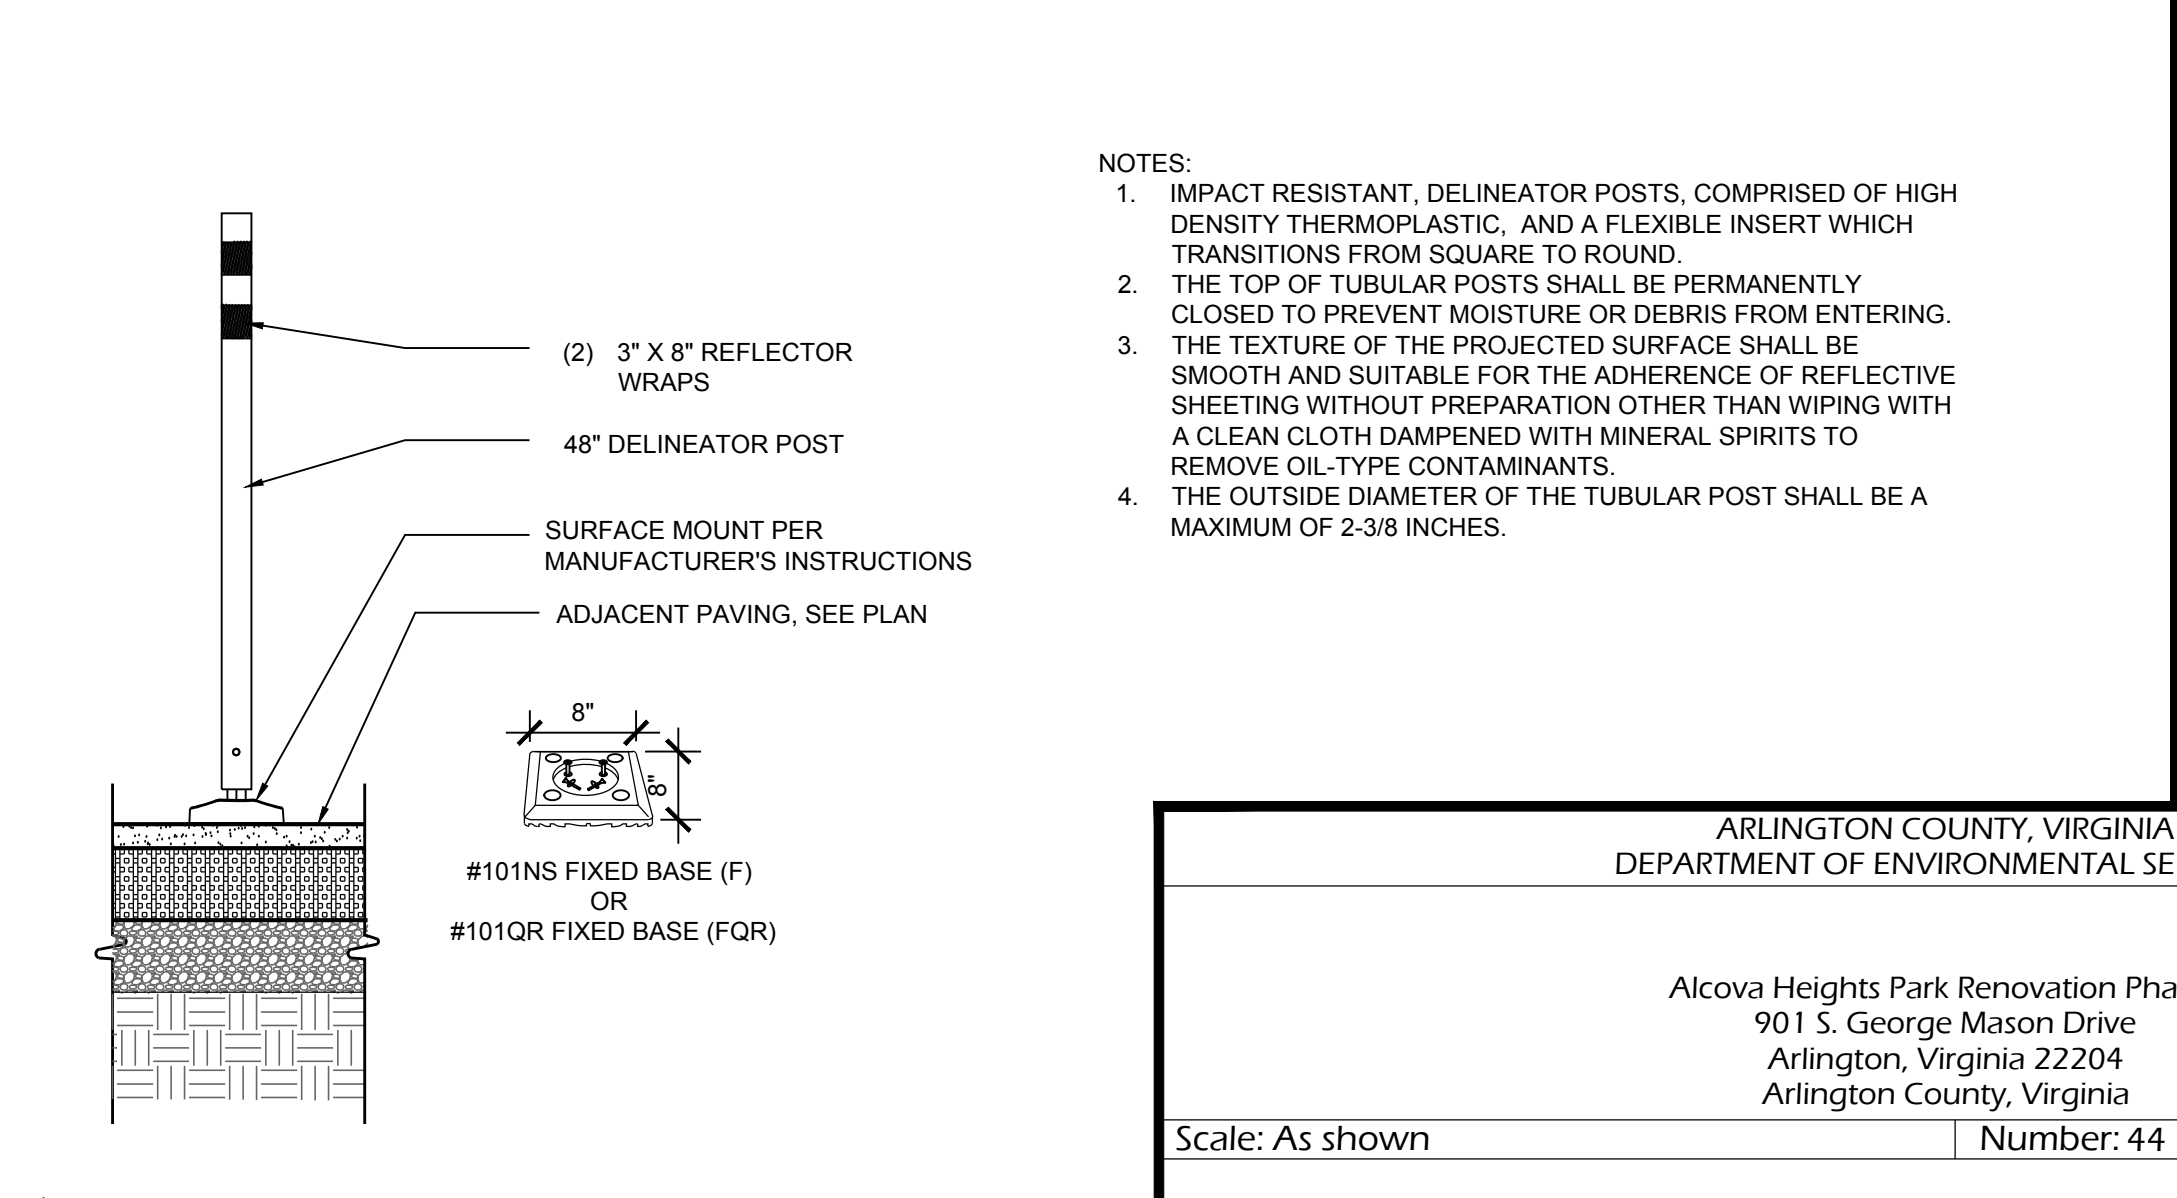 (2) 3" X 8" REFLECTOR
WRAPS
48" DELINEATOR POST
SURFACE MOUNT PER
MANUFACTURER'S INSTRUCTIONS
ADJACENT PAVING, SEE PLAN
8"
8"
#101NS FIXED BASE (F)
OR
#101QR FIXED BASE (FQR)
NOTES:
1. IMPACT RESISTANT, DELINEATOR POSTS, COMPRISED OF HIGH
DENSITY THERMOPLASTIC, AND A FLEXIBLE INSERT WHICH
TRANSITIONS FROM SQUARE TO ROUND.
2. THE TOP OF TUBULAR POSTS SHALL BE PERMANENTLY
CLOSED TO PREVENT MOISTURE OR DEBRIS FROM ENTERING.
3. THE TEXTURE OF THE PROJECTED SURFACE SHALL BE
SMOOTH AND SUITABLE FOR THE ADHERENCE OF REFLECTIVE
SHEETING WITHOUT PREPARATION OTHER THAN WIPING WITH
A CLEAN CLOTH DAMPENED WITH MINERAL SPIRITS TO
REMOVE OIL-TYPE CONTAMINANTS.
4. THE OUTSIDE DIAMETER OF THE TUBULAR POST SHALL BE A
MAXIMUM OF 2-3/8 INCHES.
ARLINGTON COUNTY, VIRGINIA
DEPARTMENT OF ENVIRONMENTAL SE
Alcova Heights Park Renovation Pha
901 S. George Mason Drive
Arlington, Virginia 22204
Arlington County, Virginia
Scale: As shown
Number: 44